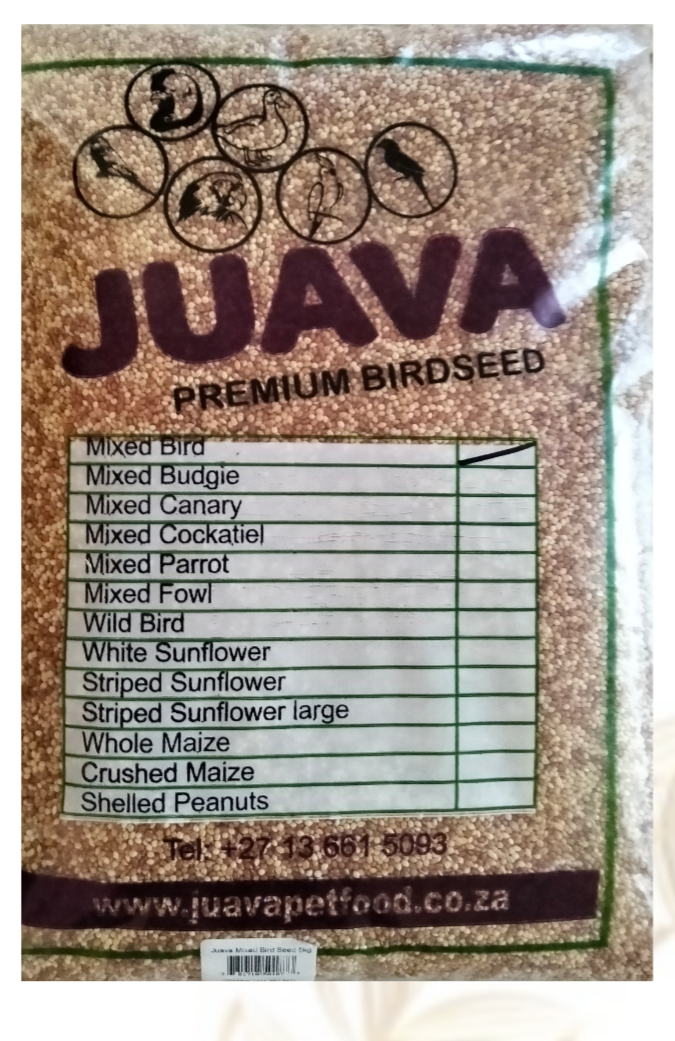 JUAVA
PREMIUM BIRDSEED
Mixed Bird
Mixed Budgie
Mixed Canary
Mixed Cockatiel
Mixed Parrot
Mixed Fowl
Wild Bird
White Sunflower
Striped Sunflower
Striped Sunflower large
Whole Maize
Crushed Maize
Shelled Peanuts
Tel: +27 13 661 5093
www.juavapetfood.co.za
Juava Mixed Bird Seed 5kg